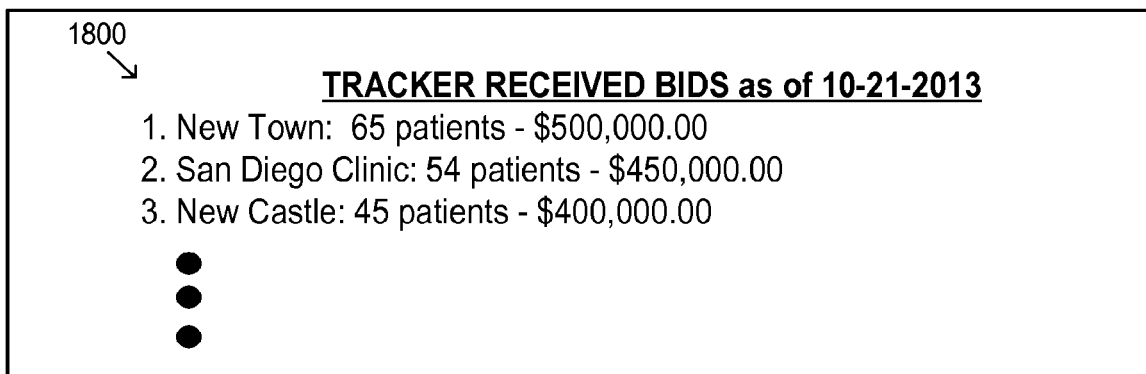 1800
TRACKER RECEIVED BIDS as of 10-21-2013
1. New Town: 65 patients - $500,000.00
2. San Diego Clinic: 54 patients - $450,000.00
3. New Castle: 45 patients - $400,000.00